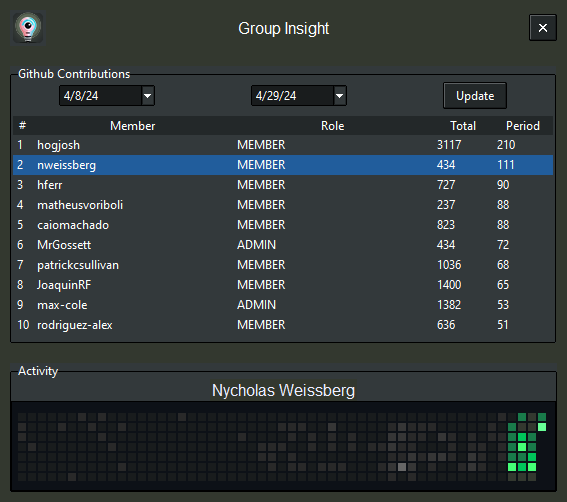 Group Insight
Github Contributions
4/8/24 4/29/24 Update
# Member Role Total Period
1 hogjosh MEMBER 3117 210
2 nweissberg MEMBER 434 111
3 hferr MEMBER 727 90
4 matheusvoriboli MEMBER 237 88
5 caiomachado MEMBER 823 88
6 MrGossett ADMIN 434 72
7 patrickcsullivan MEMBER 1036 68
8 JoaquinRF MEMBER 1400 65
9 max-cole ADMIN 1382 53
10 rodriguez-alex MEMBER 636 51
Activity
Nycholas Weissberg